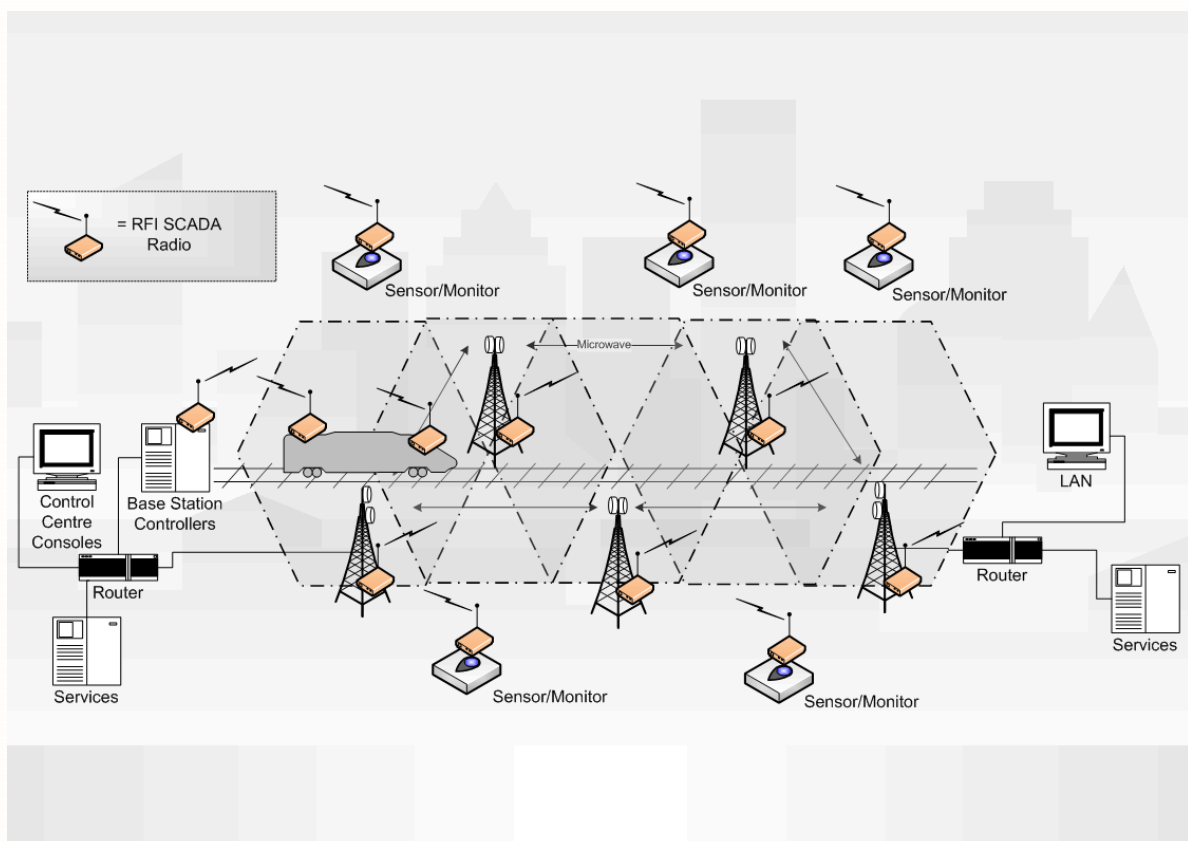 = RFI SCADA
Radio
Sensor/Monitor
Sensor/Monitor
Sensor/Monitor
Microwave
Control
Centre
Consoles
Base Station
Controllers
LAN
Router
Router
Services
Services
Sensor/Monitor
Sensor/Monitor